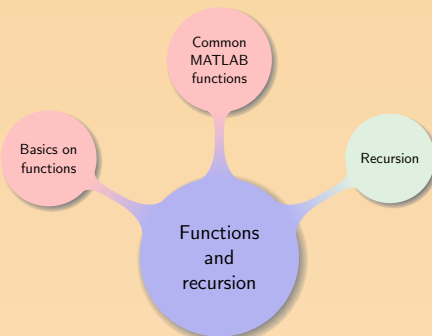 Common
MATLAB
functions
Basics on
functions
Recursion
Functions
and
recursion